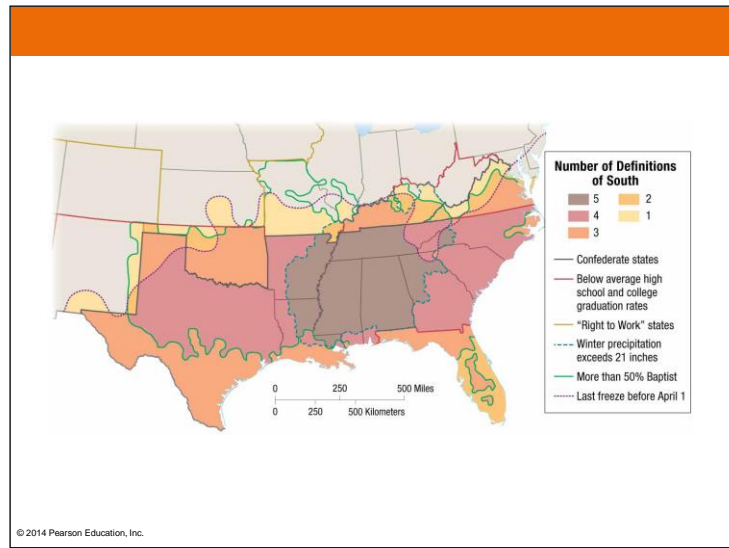 Number of Definitions
of South
5
2
4
1
3
Confederate states
Below average high
school and college
graduation rates
“Right to Work” states
Winter precipitation
exceeds 21 inches
More than 50% Baptist
Last freeze before April 1
0 250 500 Miles
0 250 500 Kilometers
© 2014 Pearson Education, Inc.